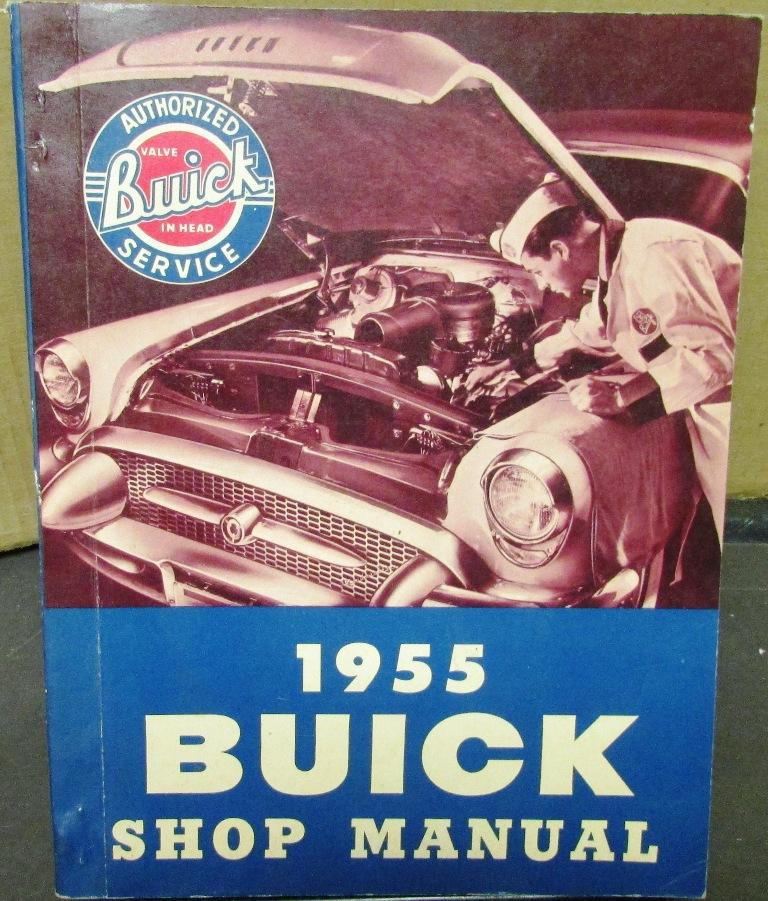 AUTHORIZED
VALVE
Buick
IN HEAD
SERVICE
1955
BUICK
SHOP MANUAL